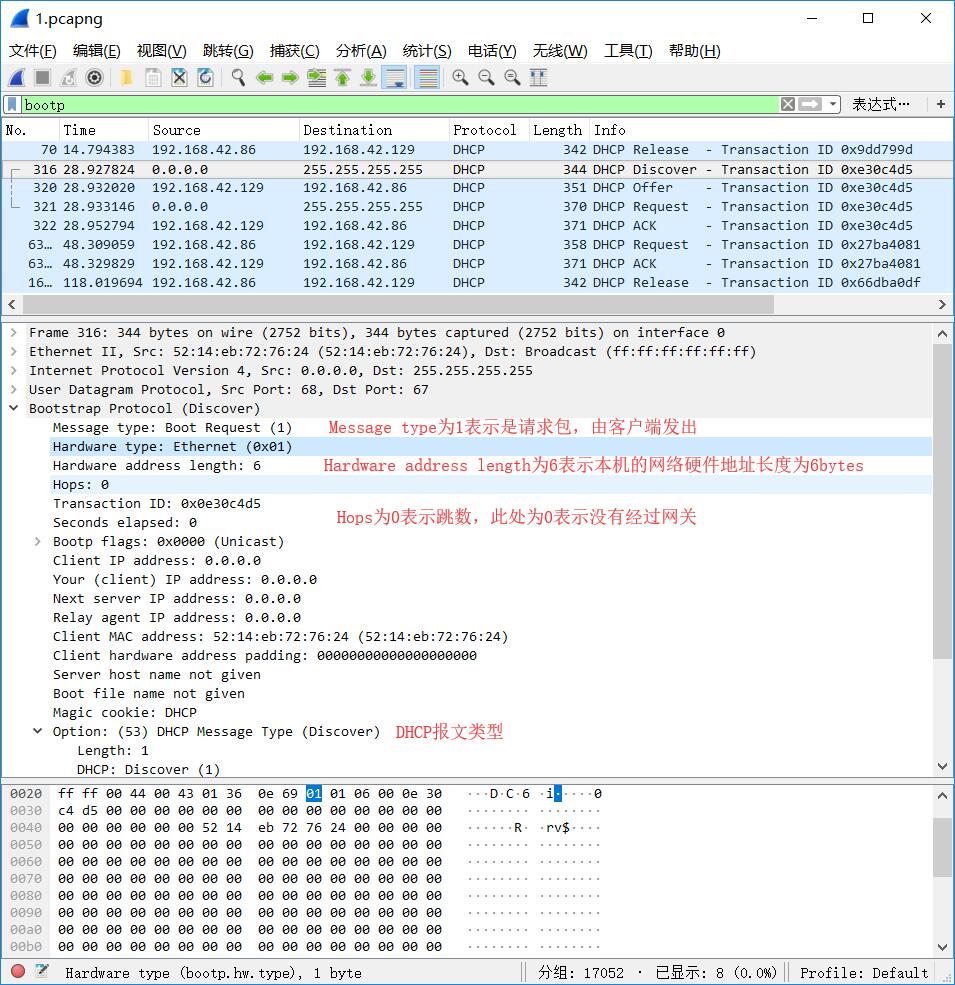 1.pcapng
文件(F) 编辑(E) 视图(V) 跳转(G) 捕获(C) 分析(A) 统计(S) 电话(Y) 无线(W) 工具(T) 帮助(H)
bootp 表达式… +
No. Time Source Destination Protocol Length Info
70 14.794383 192.168.42.86 192.168.42.129 DHCP 342 DHCP Release - Transaction ID 0x9dd799d
316 28.927824 0.0.0.0 255.255.255.255 DHCP 344 DHCP Discover - Transaction ID 0xe30c4d5
320 28.932020 192.168.42.129 192.168.42.86 DHCP 351 DHCP Offer - Transaction ID 0xe30c4d5
321 28.933146 0.0.0.0 255.255.255.255 DHCP 370 DHCP Request - Transaction ID 0xe30c4d5
322 28.952794 192.168.42.129 192.168.42.86 DHCP 371 DHCP ACK - Transaction ID 0xe30c4d5
63… 48.309059 192.168.42.86 192.168.42.129 DHCP 358 DHCP Request - Transaction ID 0x27ba4081
63… 48.329829 192.168.42.129 192.168.42.86 DHCP 371 DHCP ACK - Transaction ID 0x27ba4081
16… 118.019694 192.168.42.86 192.168.42.129 DHCP 342 DHCP Release - Transaction ID 0x66dba0df
Frame 316: 344 bytes on wire (2752 bits), 344 bytes captured (2752 bits) on interface 0
Ethernet II, Src: 52:14:eb:72:76:24 (52:14:eb:72:76:24), Dst: Broadcast (ff:ff:ff:ff:ff:ff)
Internet Protocol Version 4, Src: 0.0.0.0, Dst: 255.255.255.255
User Datagram Protocol, Src Port: 68, Dst Port: 67
Bootstrap Protocol (Discover)
Message type: Boot Request (1) Message type为1表示是请求包，由客户端发出
Hardware type: Ethernet (0x01)
Hardware address length: 6 Hardware address length为6表示本机的网络硬件地址长度为6bytes
Hops: 0
Transaction ID: 0x0e30c4d5
Hops为0表示跳数，此处为0表示没有经过网关
Seconds elapsed: 0
Bootp flags: 0x0000 (Unicast)
Client IP address: 0.0.0.0
Your (client) IP address: 0.0.0.0
Next server IP address: 0.0.0.0
Relay agent IP address: 0.0.0.0
Client MAC address: 52:14:eb:72:76:24 (52:14:eb:72:76:24)
Client hardware address padding: 00000000000000000000
Server host name not given
Boot file name not given
Magic cookie: DHCP
Option: (53) DHCP Message Type (Discover) DHCP报文类型
Length: 1
DHCP: Discover (1)
0020 ff ff 00 44 00 43 01 36 0e 69 01 01 06 00 0e 30 ···D·C·6 ·i·····0
0030 c4 d5 00 00 00 00 00 00 00 00 00 00 00 00 00 00 ········ ········
0040 00 00 00 00 00 00 52 14 eb 72 76 24 00 00 00 00 ······R· ·rv$····
0050 00 00 00 00 00 00 00 00 00 00 00 00 00 00 00 00 ········ ········
0060 00 00 00 00 00 00 00 00 00 00 00 00 00 00 00 00 ········ ········
0070 00 00 00 00 00 00 00 00 00 00 00 00 00 00 00 00 ········ ········
0080 00 00 00 00 00 00 00 00 00 00 00 00 00 00 00 00 ········ ········
0090 00 00 00 00 00 00 00 00 00 00 00 00 00 00 00 00 ········ ········
00a0 00 00 00 00 00 00 00 00 00 00 00 00 00 00 00 00 ········ ········
00b0 00 00 00 00 00 00 00 00 00 00 00 00 00 00 00 00 ········ ········
Hardware type (bootp.hw.type), 1 byte 分组: 17052 · 已显示: 8 (0.0%) Profile: Default